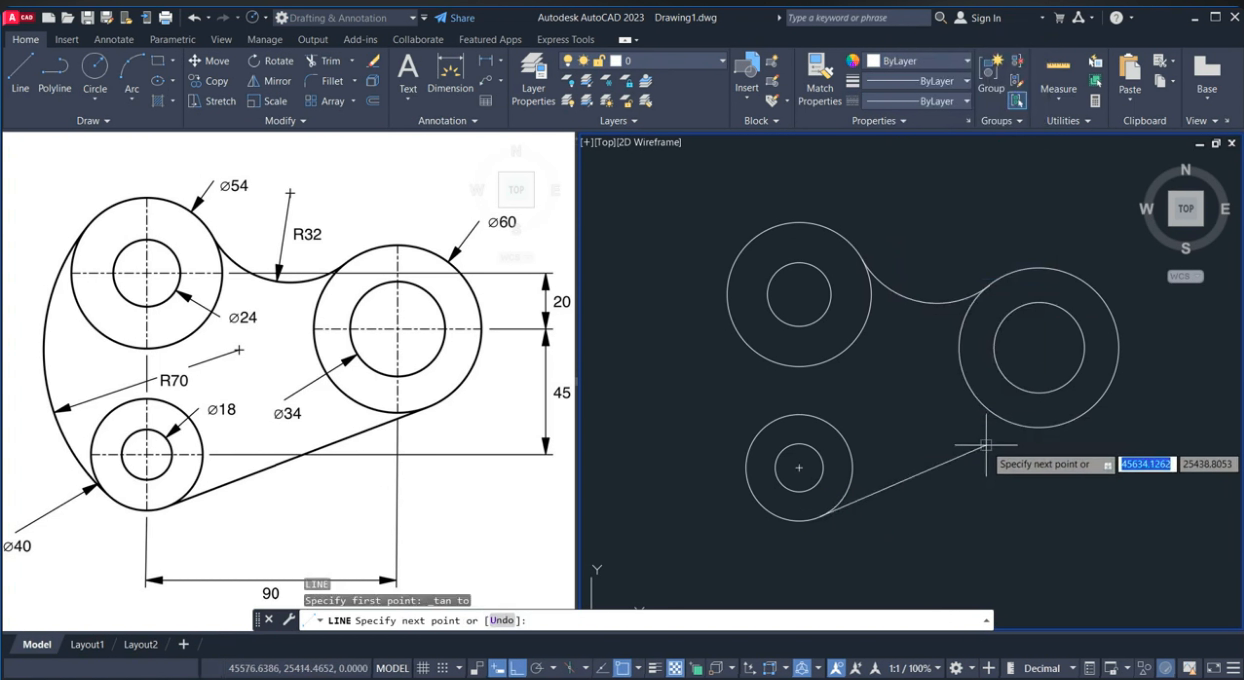 A CAD
Drafting & Annotation
Share
Autodesk AutoCAD 2023 Drawing1.dwg
Type a keyword or phrase
Sign In
Home Insert Annotate Parametric View Manage Output Add-ins Collaborate Featured Apps Express Tools
Line Polyline Circle Arc
Move Rotate Trim
Copy Mirror Fillet
Stretch Scale Array
Text Dimension
Layer Properties
0
Insert
Match Properties
ByLayer
ByLayer
ByLayer
Group
Measure
Paste
Base
Draw Modify Annotation Layers Block Properties Groups Utilities Clipboard View
[+][Top][2D Wireframe]
N
W TOP E
S
WCS
N
W TOP E
S
WCS
⌀54
R32
⌀60
20
⌀24
R70
45
⌀18
⌀34
⌀40
90
Specify next point or 45634.1262 25438.8053
Y
LINE
Specify first point: _tan to
LINE Specify next point or [Undo]:
Model Layout1 Layout2 +
45576.6386, 25414.4652, 0.0000 MODEL 1:1 / 100% Decimal